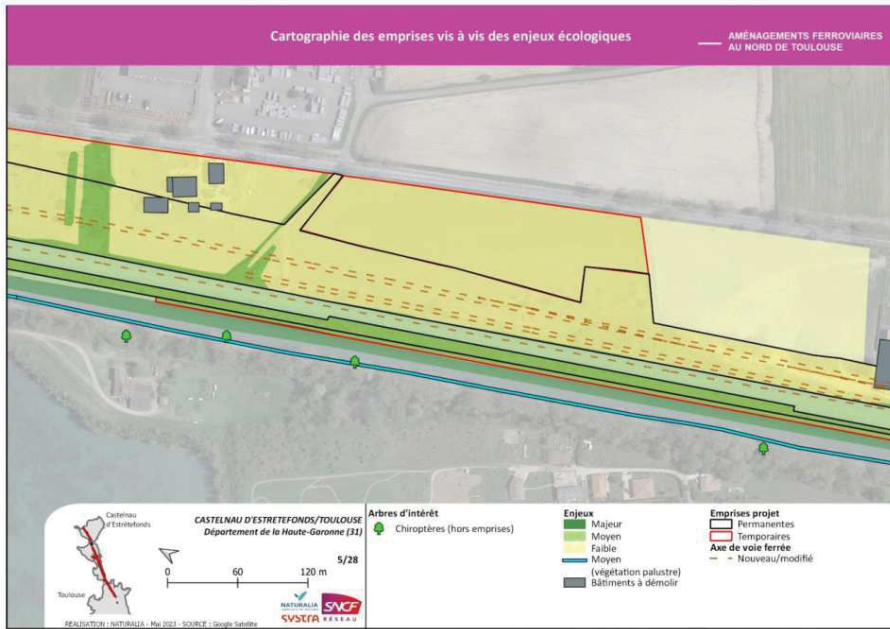 Cartographie des emprises vis à vis des enjeux écologiques
AMÉNAGEMENTS FERROVIAIRES
AU NORD DE TOULOUSE
Castelnau
d'Estrétefonds
Toulouse
CASTELNAU D'ESTRETEFONDS/TOULOUSE
Département de la Haute-Garonne (31)
5/28
0 60 120 m
NATURALIA
SYSTRA
SNCF
RÉSEAU
RÉALISATION : NATURALIA - Mai 2023 - SOURCE : Google Satellite
Arbres d'intérêt
Chiroptères (hors emprises)
Enjeux
Majeur
Moyen
Faible
Moyen
(végétation palustre)
Bâtiments à démolir
Emprises projet
Permanentes
Temporaires
Axe de voie ferrée
Nouveau/modifié